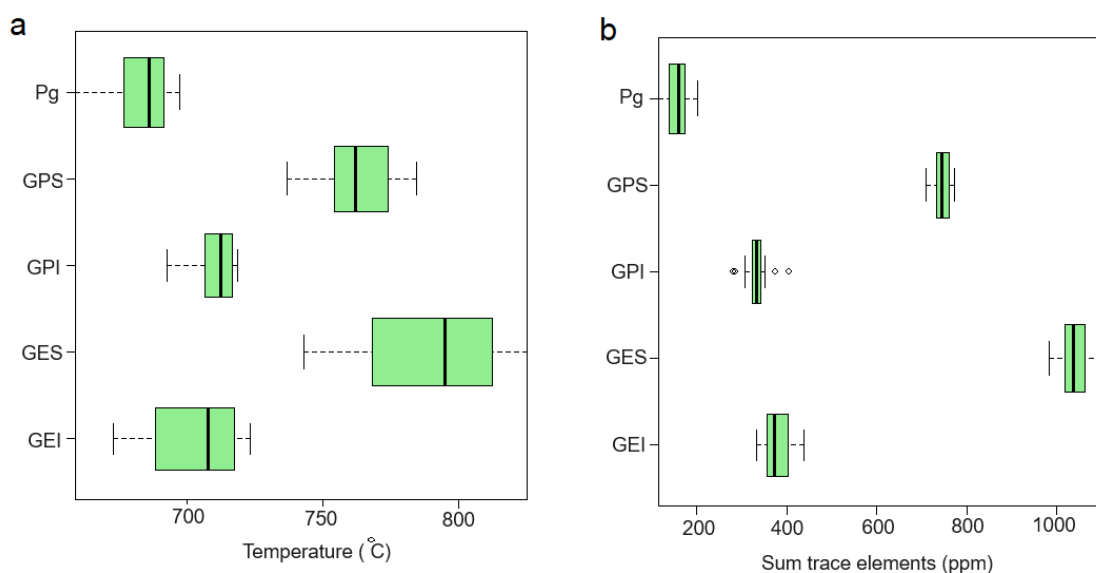 a
Pg
GPS
GPI
GES
GEI
700 750 800
Temperature (°C)
b
Pg
GPS
GPI
GES
GEI
200 400 600 800 1000
Sum trace elements (ppm)